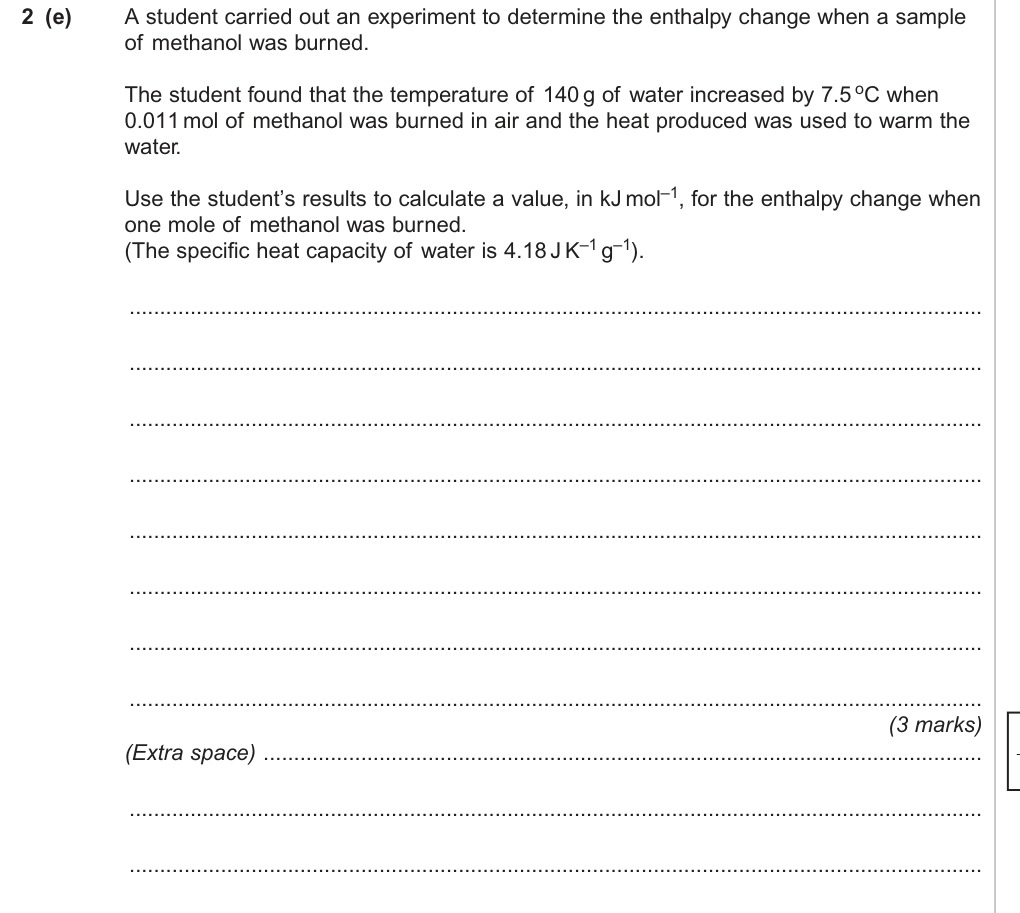 2 (e) A student carried out an experiment to determine the enthalpy change when a sample
of methanol was burned.
The student found that the temperature of 140 g of water increased by 7.5 °C when
0.011 mol of methanol was burned in air and the heat produced was used to warm the
water.
Use the student's results to calculate a value, in kJ mol⁻¹, for the enthalpy change when
one mole of methanol was burned.
(The specific heat capacity of water is 4.18 J K⁻¹ g⁻¹).
(3 marks)
(Extra space)